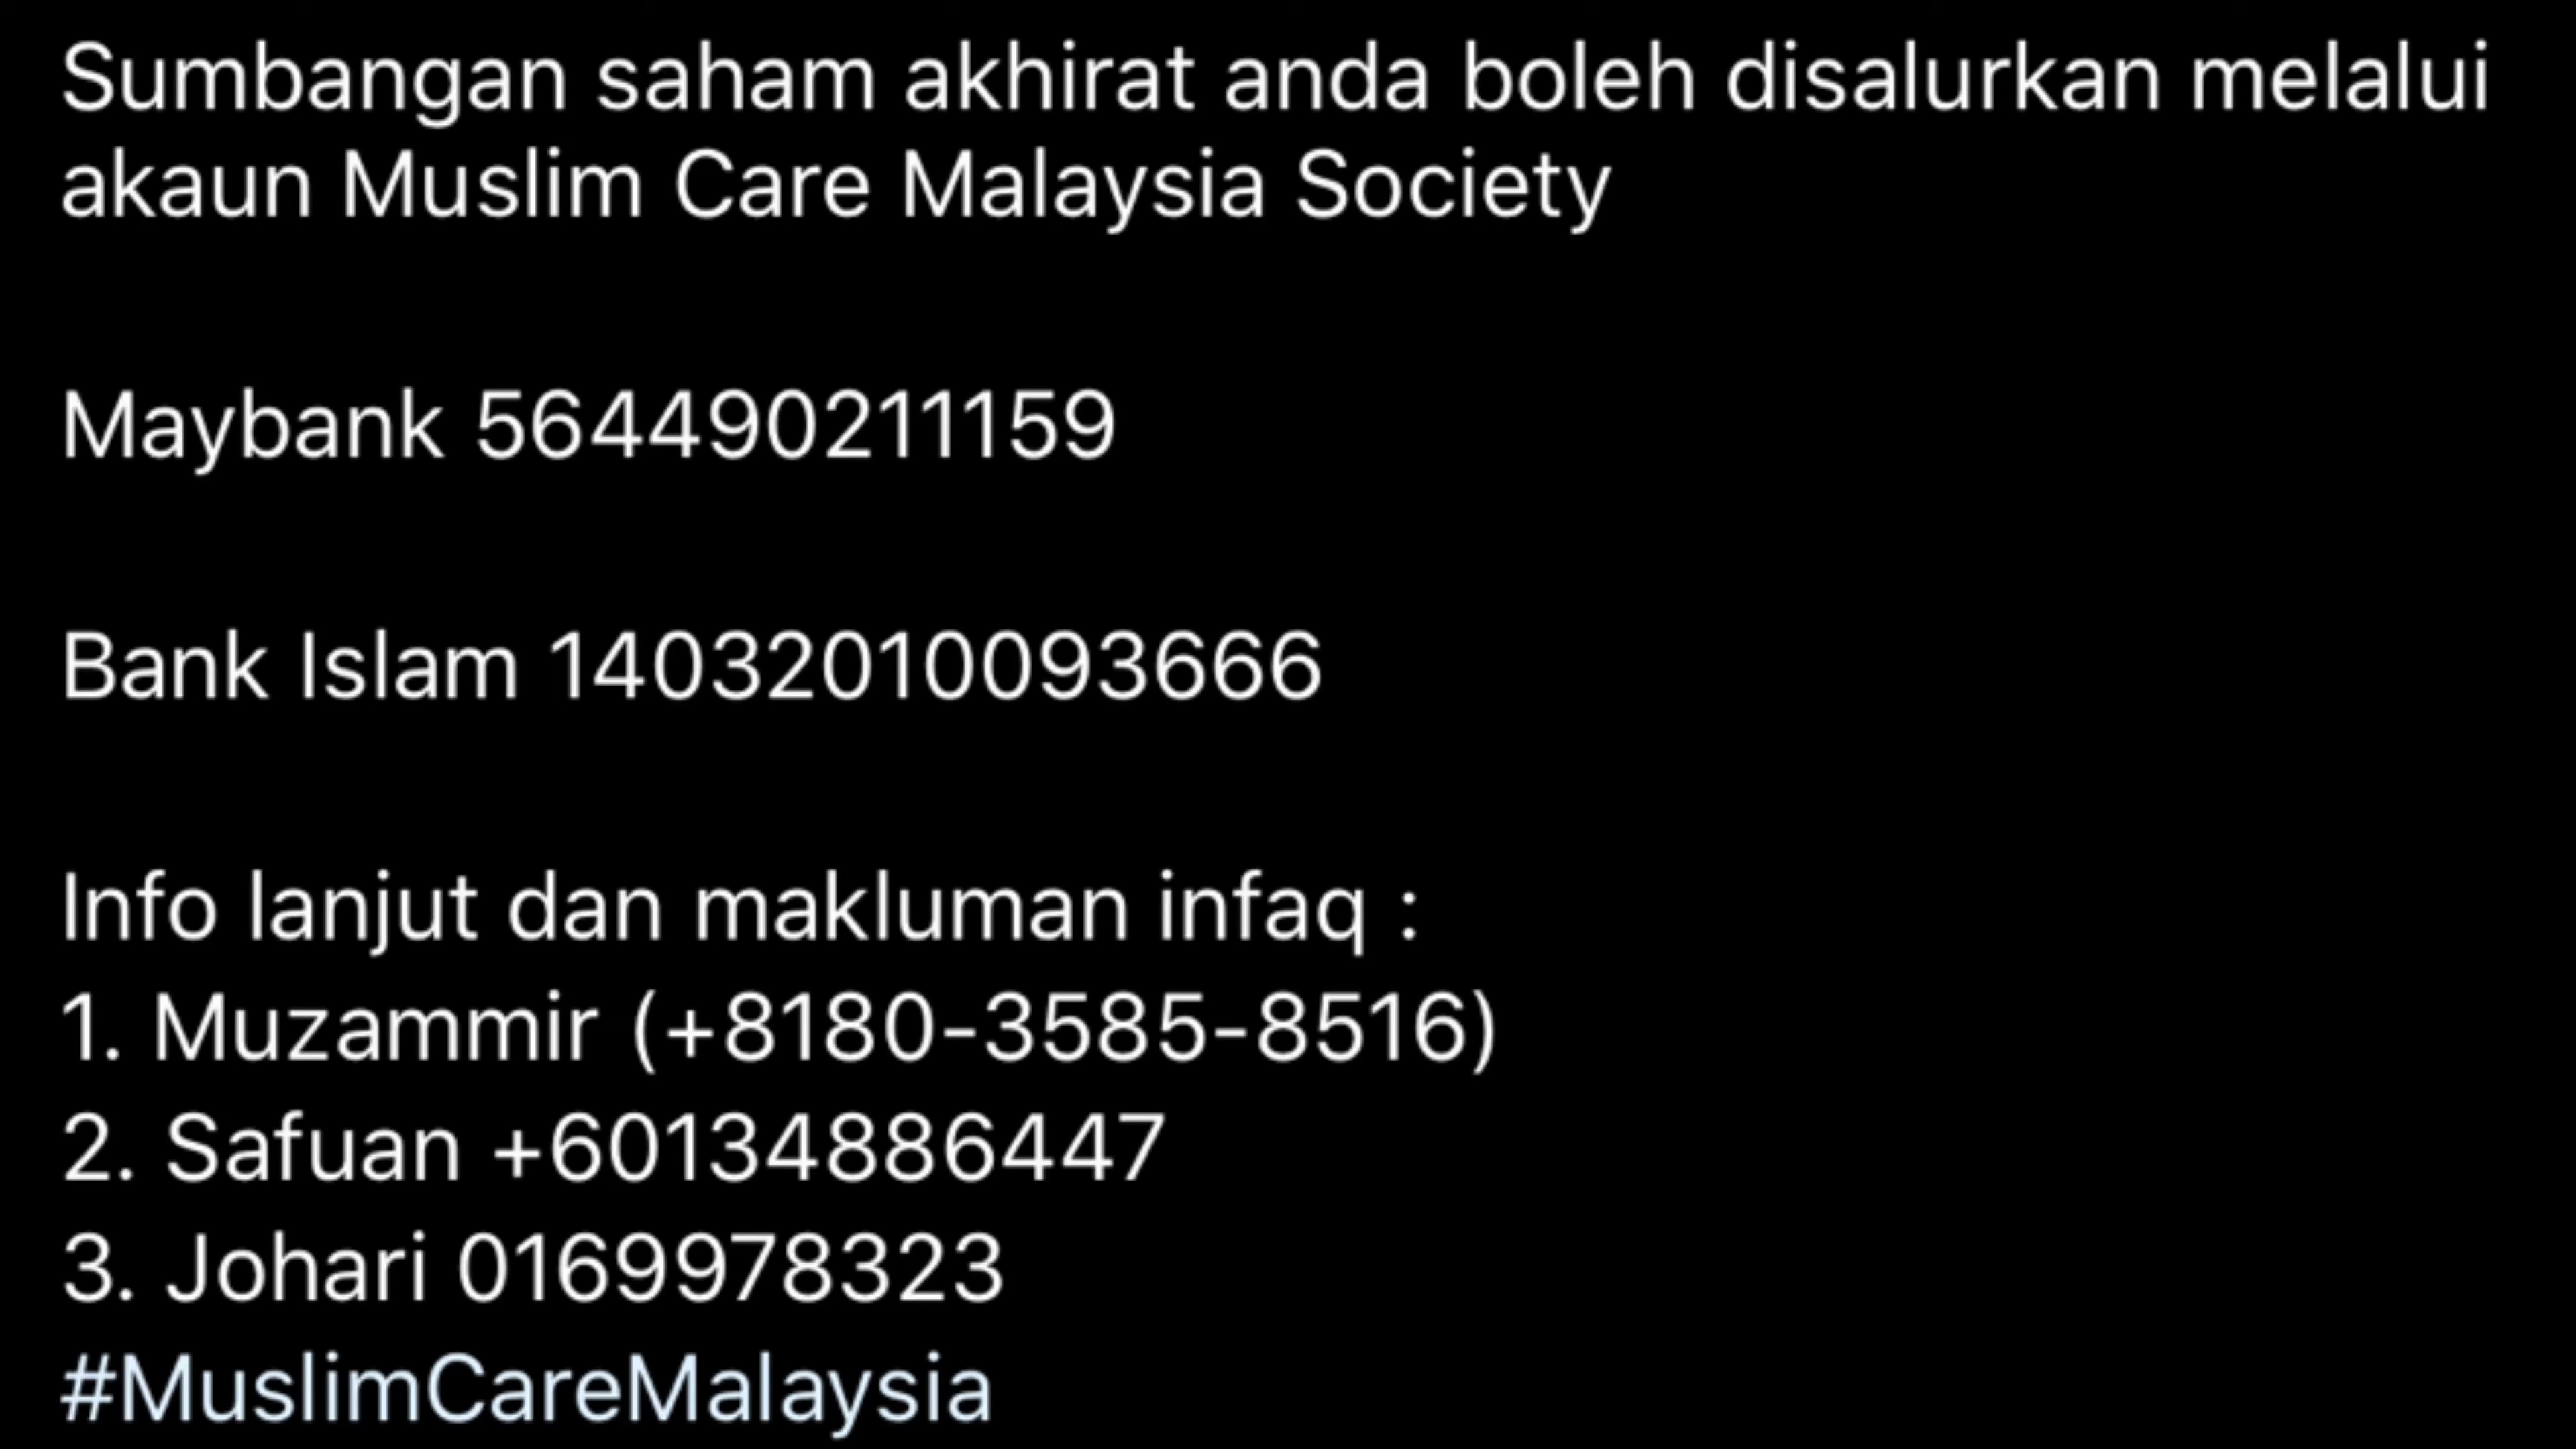 Sumbangan saham akhirat anda boleh disalurkan melalui
akaun Muslim Care Malaysia Society
Maybank 564490211159
Bank Islam 14032010093666
Info lanjut dan makluman infaq :
1. Muzammir (+8180-3585-8516)
2. Safuan +60134886447
3. Johari 0169978323
#MuslimCareMalaysia